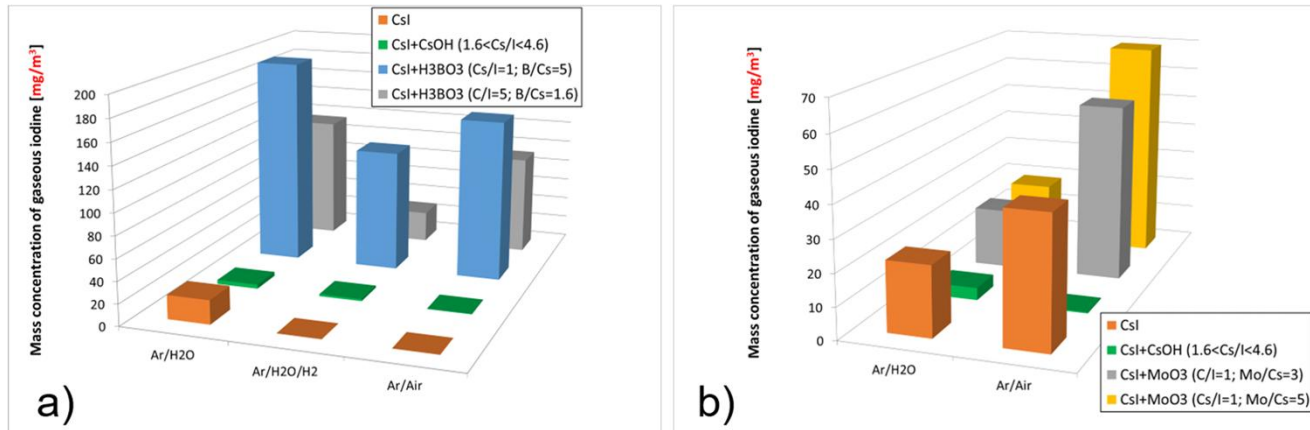 CsI
CsI+CsOH (1.6<Cs/I<4.6)
CsI+H3BO3 (Cs/I=1; B/Cs=5)
CsI+H3BO3 (C/I=5; B/Cs=1.6)
Mass concentration of gaseous iodine [mg/m³]
200
180
160
140
120
100
80
60
40
20
0
Ar/H2O
Ar/H2O/H2
Ar/Air
a)
Mass concentration of gaseous iodine [mg/m³]
70
60
50
40
30
20
10
0
Ar/H2O
Ar/Air
CsI
CsI+CsOH (1.6<Cs/I<4.6)
CsI+MoO3 (C/I=1; Mo/Cs=3)
CsI+MoO3 (Cs/I=1; Mo/Cs=5)
b)